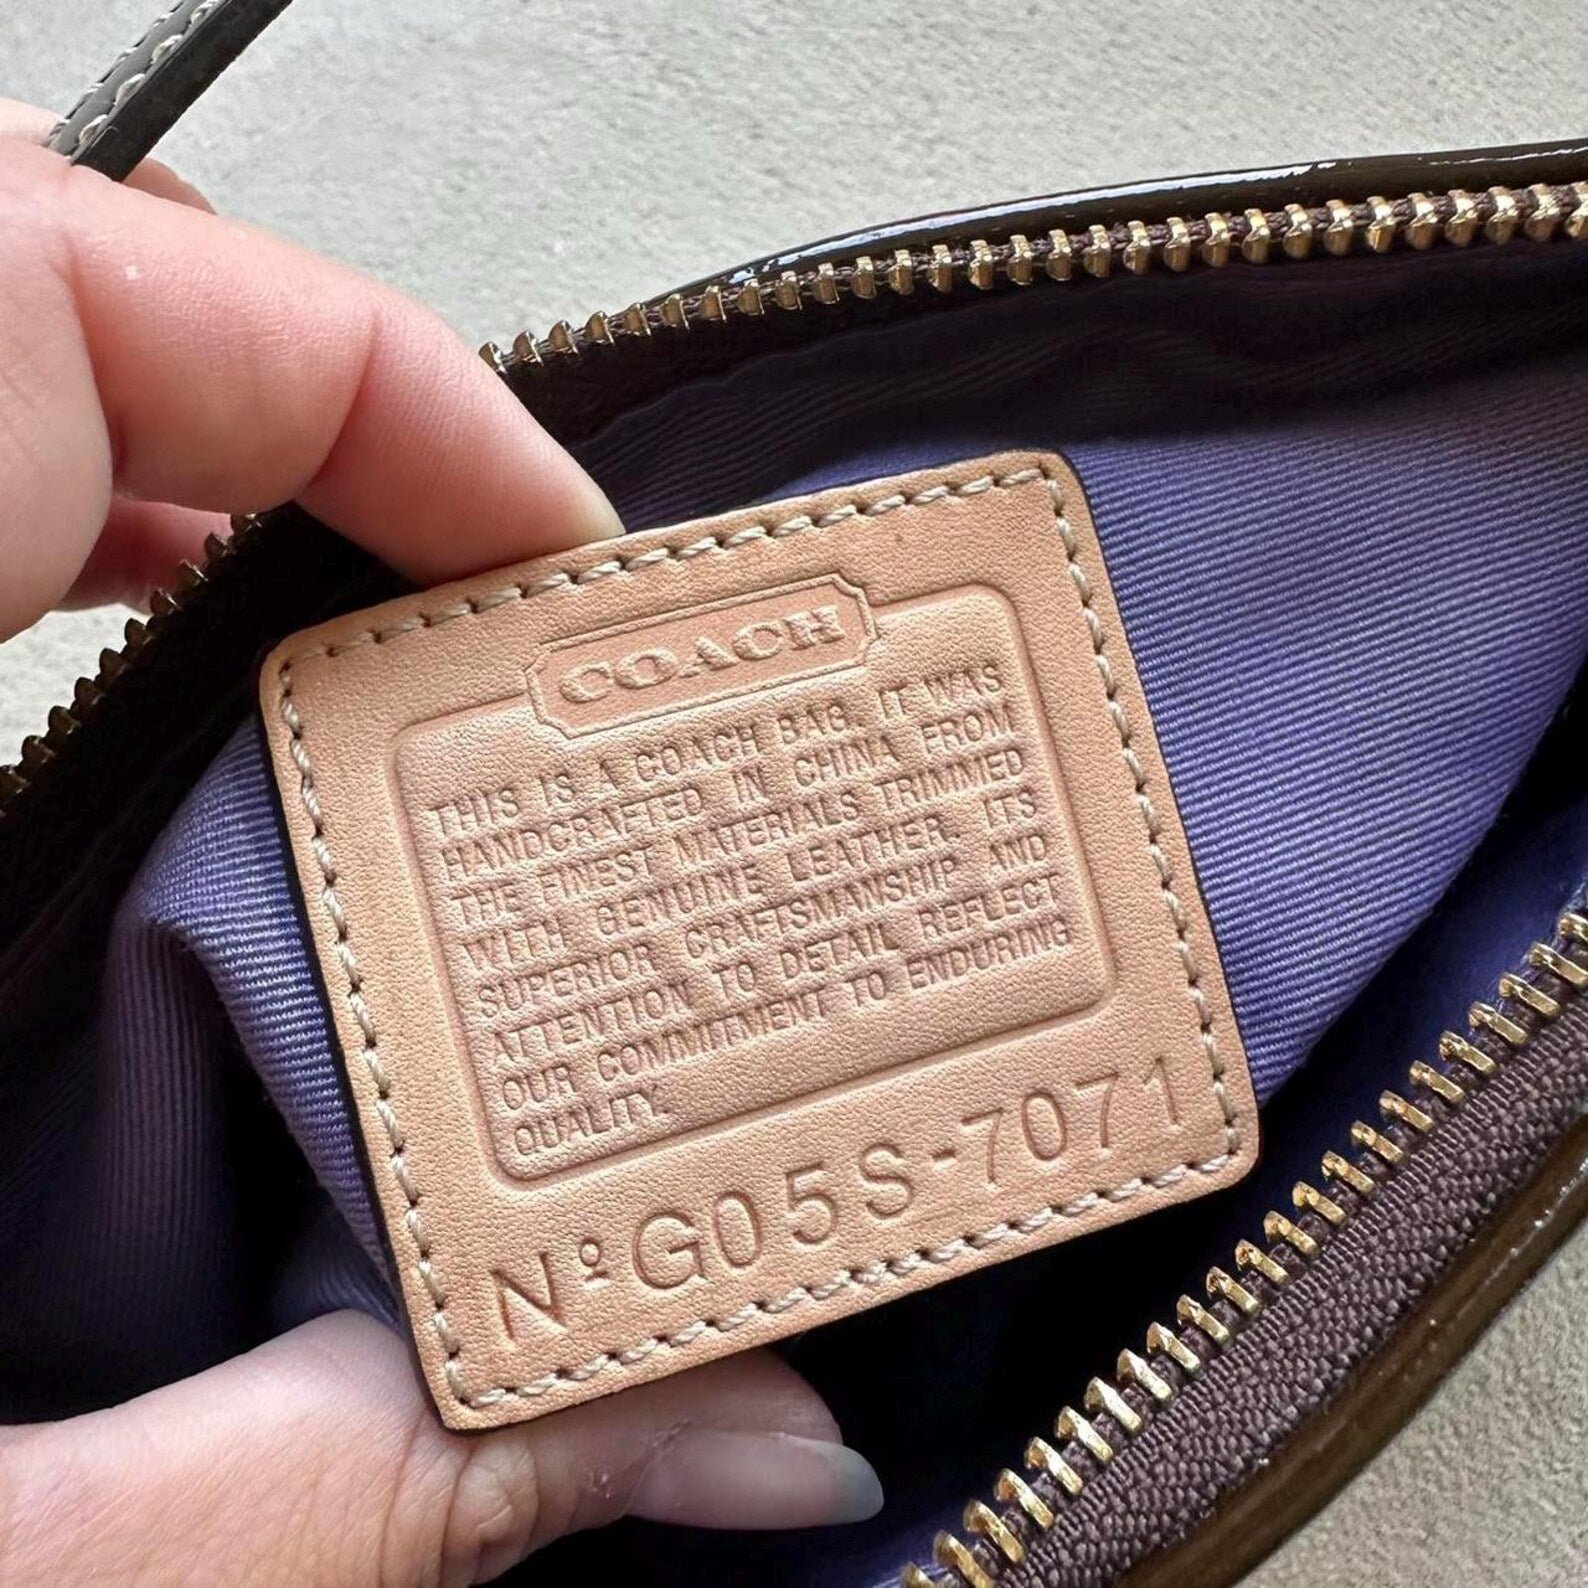 COACH
THIS IS A COACH BAG. IT WAS
HANDCRAFTED IN CHINA FROM
THE FINEST MATERIALS TRIMMED
WITH GENUINE LEATHER. ITS
SUPERIOR CRAFTSMANSHIP AND
ATTENTION TO DETAIL REFLECT
OUR COMMITMENT TO ENDURING
QUALITY.
Nº G05S-7071